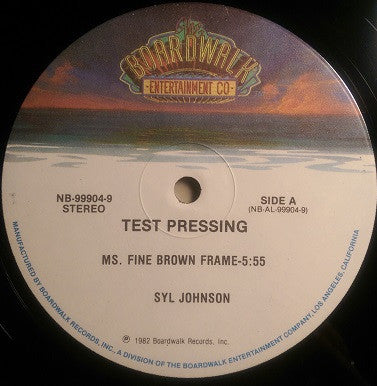 THE
BOARDWALK
ENTERTAINMENT CO
NB-99904-9
STEREO
SIDE A
(NB-AL-99904-9)
TEST PRESSING
MS. FINE BROWN FRAME-5:55
SYL JOHNSON
℗ 1982 Boardwalk Records, Inc.
MANUFACTURED BY BOARDWALK RECORDS, INC., A DIVISION OF THE BOARDWALK ENTERTAINMENT COMPANY, LOS ANGELES, CALIFORNIA